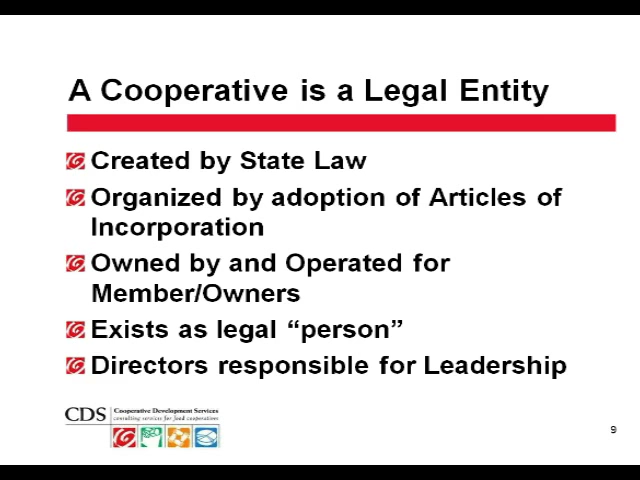 A Cooperative is a Legal Entity
Created by State Law
Organized by adoption of Articles of
Incorporation
Owned by and Operated for
Member/Owners
Exists as legal “person”
Directors responsible for Leadership
CDS
Cooperative Development Services
consulting services for food cooperatives
9